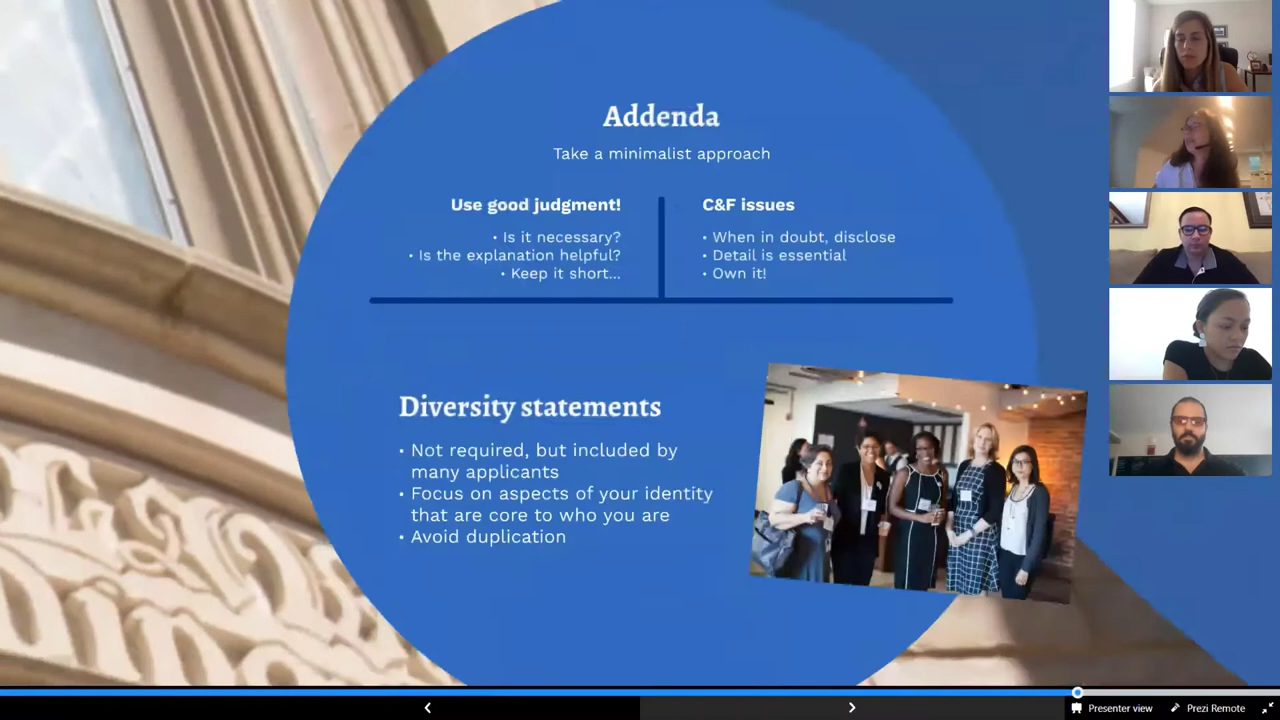 Addenda
Take a minimalist approach
Use good judgment!
• Is it necessary?
• Is the explanation helpful?
• Keep it short...
C&F issues
• When in doubt, disclose
• Detail is essential
• Own it!
Diversity statements
• Not required, but included by
many applicants
• Focus on aspects of your identity
that are core to who you are
• Avoid duplication
Presenter view
Prezi Remote